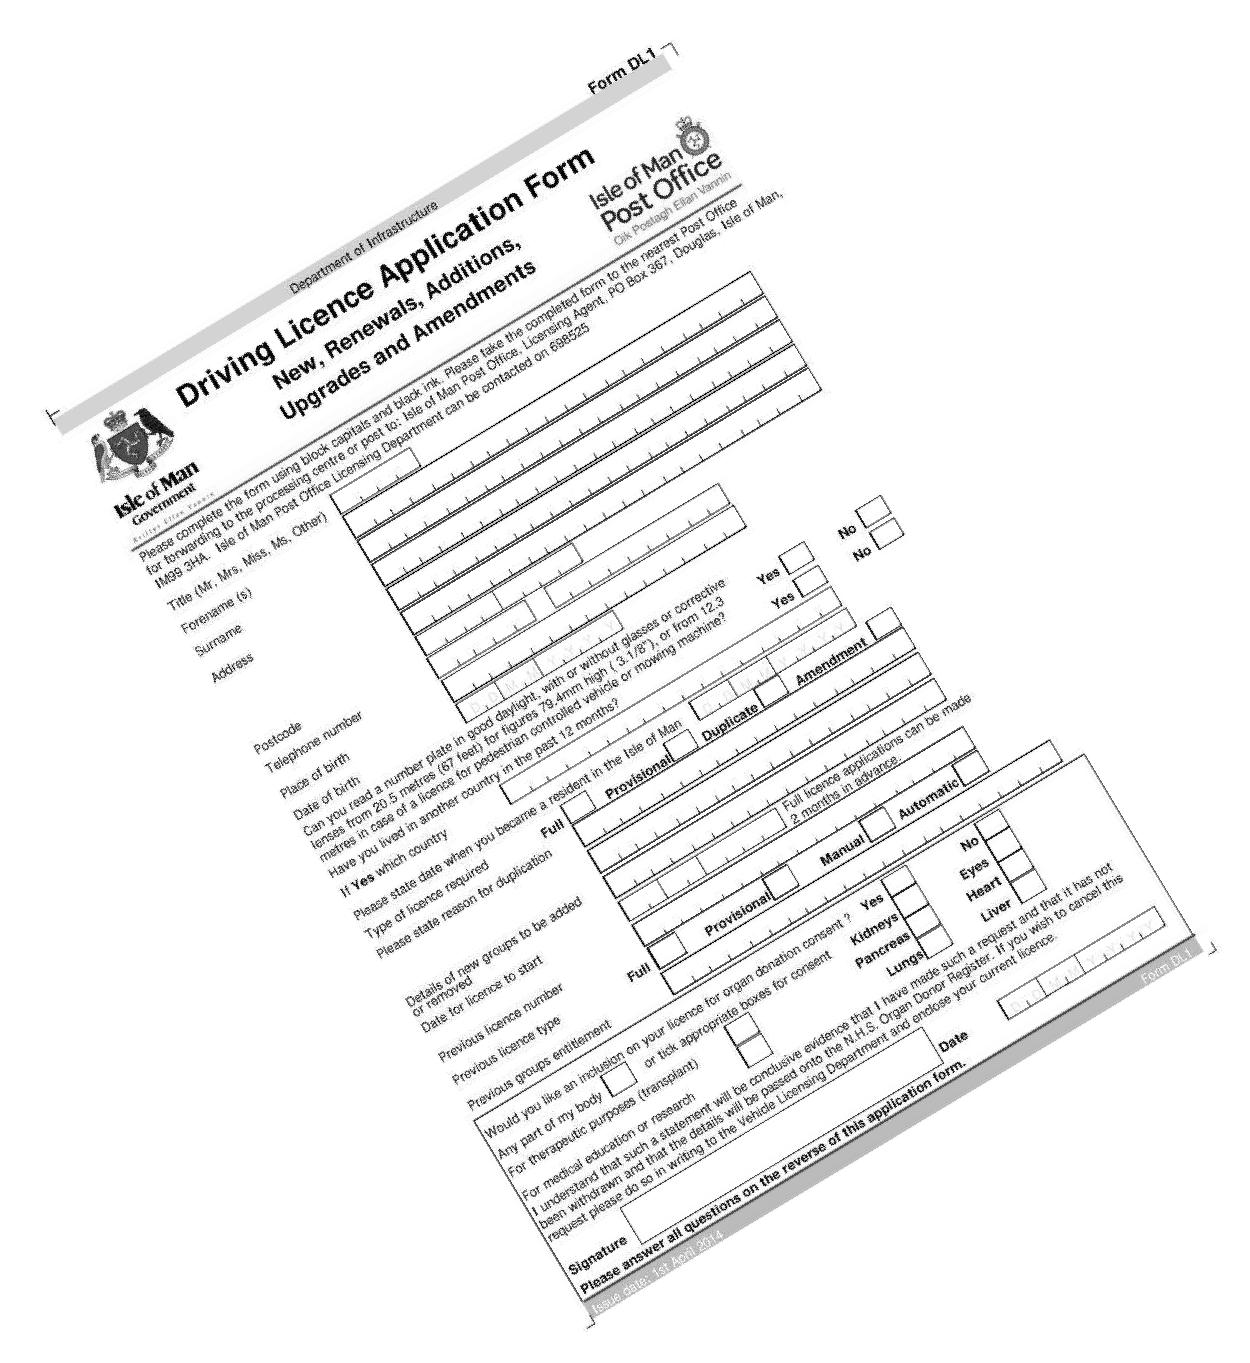 Form DL1
Department of Infrastructure
Driving Licence Application Form
New, Renewals, Additions,
Upgrades and Amendments
Isle of Man
Government
Reiltys Ellan Vannin
Isle of Man
Post Office
Oik Postagh Ellan Vannin
Please complete the form using block capitals and black ink. Please take the completed form to the nearest Post Office
for forwarding to the processing centre or post to: Isle of Man Post Office, Licensing Agent, PO Box 367, Douglas, Isle of Man,
IM99 3HA. Isle of Man Post Office Licensing Department can be contacted on 698525
Title (Mr, Mrs, Miss, Ms, Other)
Forename (s)
Surname
Address
Postcode
Telephone number
Place of birth
Date of birth D D M M Y Y Y Y
Can you read a number plate in good daylight, with or without glasses or corrective
lenses from 20.5 metres (67 feet) for figures 79.4mm high ( 3.1/8"), or from 12.3
metres in case of a licence for pedestrian controlled vehicle or mowing machine? Yes No
Have you lived in another country in the past 12 months? Yes No
If Yes which country
Please state date when you became a resident in the Isle of Man D D M M Y Y Y Y
Type of licence required Full Provisional Duplicate Amendment
Please state reason for duplication
Details of new groups to be added
or removed
Date for licence to start Full licence applications can be made
2 months in advance.
Previous licence number
Previous licence type Full Provisional Manual Automatic
Previous groups entitlement
Would you like an inclusion on your licence for organ donation consent ? Yes No
Any part of my body or tick appropriate boxes for consent Kidneys Eyes
For therapeutic purposes (transplant) Pancreas Heart
For medical education or research Lungs Liver
I understand that such a statement will be conclusive evidence that I have made such a request and that it has not
been withdrawn and that the details will be passed onto the N.H.S. Organ Donor Register. If you wish to cancel this
request please do so in writing to the Vehicle Licensing Department and enclose your current licence.
Signature Date D D M M Y Y Y Y
Please answer all questions on the reverse of this application form.
Issue date: 1st April 2014 Form DL1